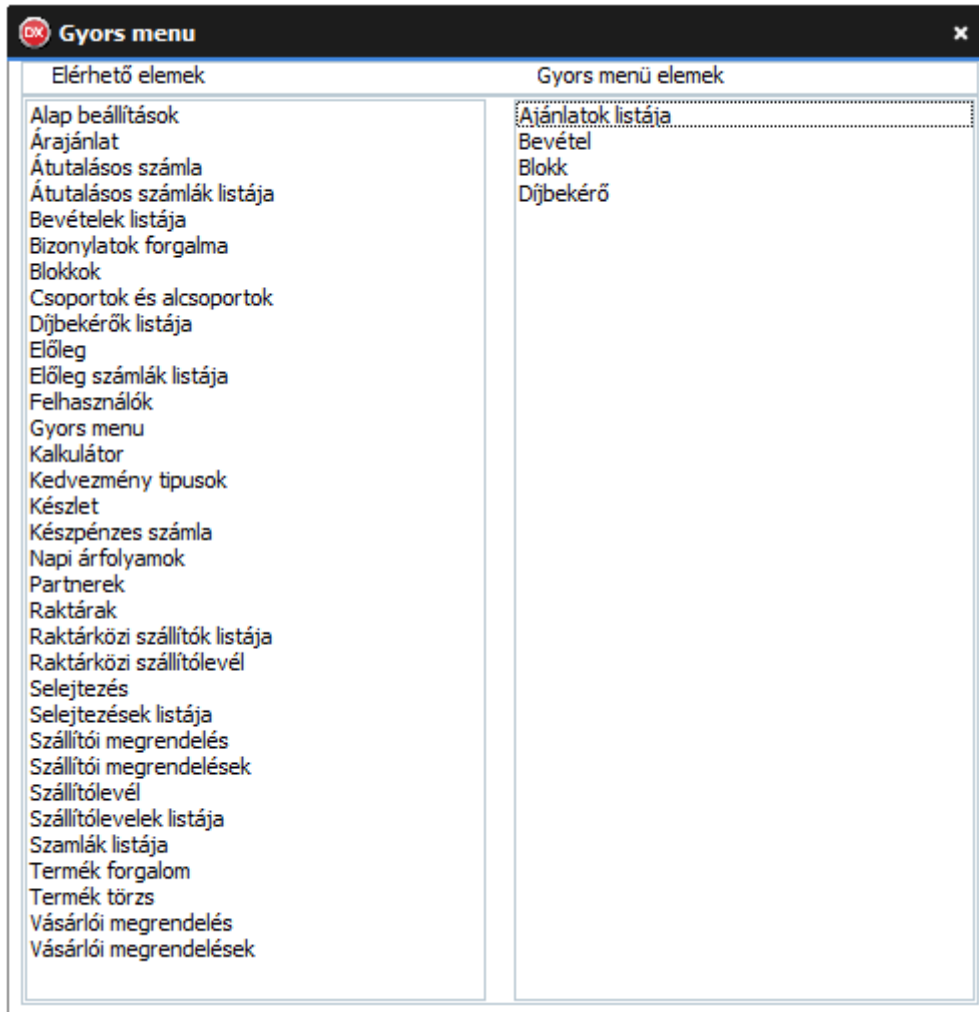 DX Gyors menu
Elérhető elemek
Gyors menü elemek
Alap beállítások
Árajánlat
Átutalásos számla
Átutalásos számlák listája
Bevételek listája
Bizonylatok forgalma
Blokkok
Csoportok és alcsoportok
Díjbekérők listája
Előleg
Előleg számlák listája
Felhasználók
Gyors menu
Kalkulátor
Kedvezmény tipusok
Készlet
Készpénzes számla
Napi árfolyamok
Partnerek
Raktárak
Raktárközi szállítók listája
Raktárközi szállítólevél
Selejtezés
Selejtezések listája
Szállítói megrendelés
Szállítói megrendelések
Szállítólevél
Szállítólevelek listája
Szamlák listája
Termék forgalom
Termék törzs
Vásárlói megrendelés
Vásárlói megrendelések
Ajánlatok listája
Bevétel
Blokk
Díjbekérő